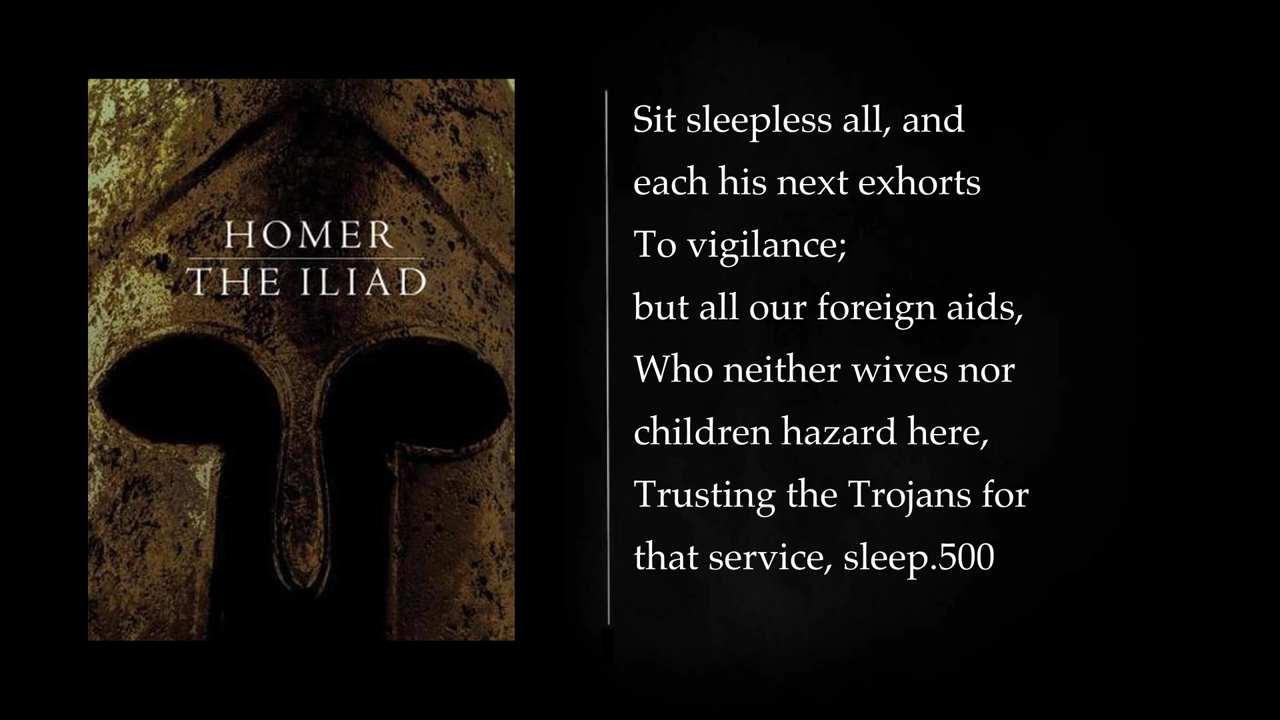 HOMER
THE ILIAD
Sit sleepless all, and
each his next exhorts
To vigilance;
but all our foreign aids,
Who neither wives nor
children hazard here,
Trusting the Trojans for
that service, sleep.500